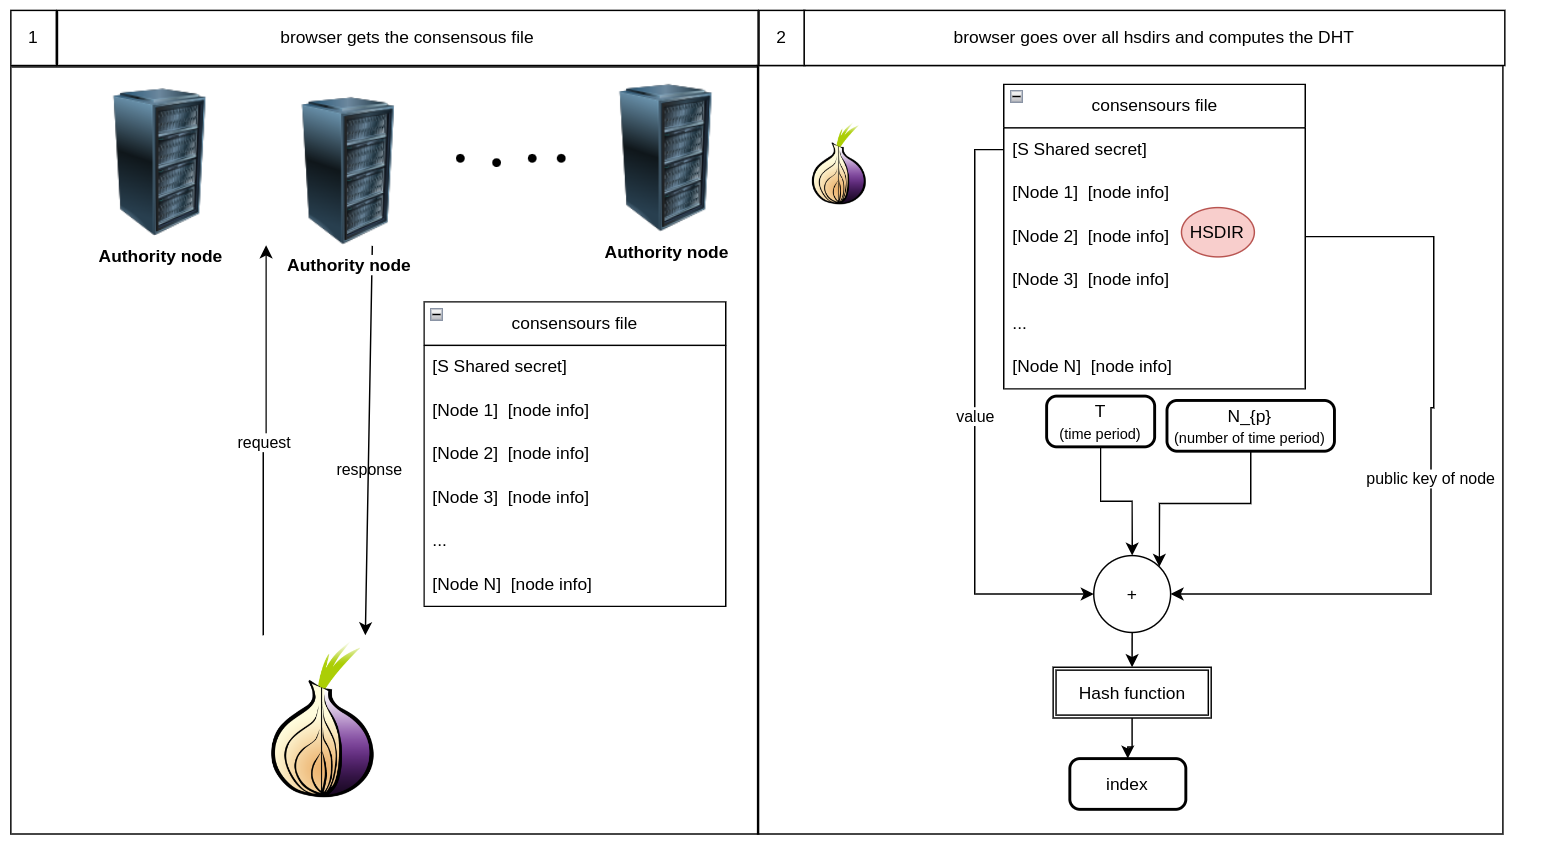 1
browser gets the consensous file
2
browser goes over all hsdirs and computes the DHT
Authority node
Authority node
Authority node
request
response
consensours file
[S Shared secret]
[Node 1]  [node info]
[Node 2]  [node info]
[Node 3]  [node info]
...
[Node N]  [node info]
consensours file
[S Shared secret]
[Node 1]  [node info]
[Node 2]  [node info]
HSDIR
[Node 3]  [node info]
...
[Node N]  [node info]
value
T
(time period)
N_{p}
(number of time period)
public key of node
+
Hash function
index